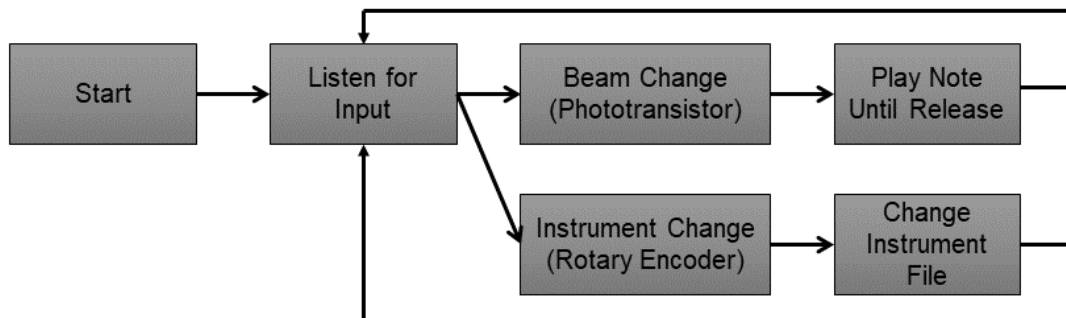 Start
Listen for
Input
Beam Change
(Phototransistor)
Play Note
Until Release
Instrument Change
(Rotary Encoder)
Change
Instrument
File